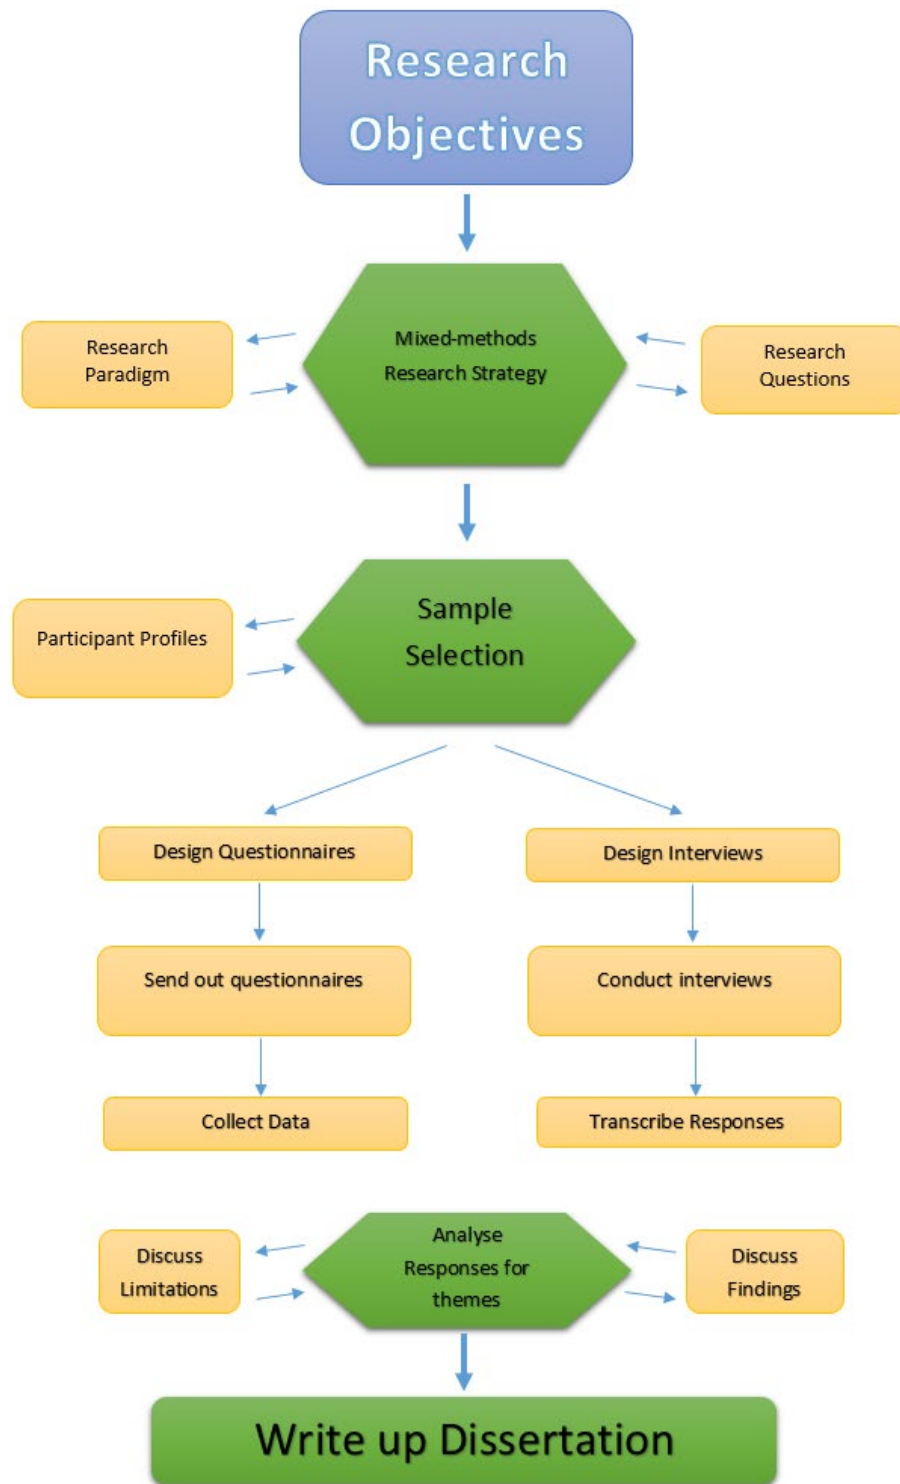 Research
Objectives
Mixed-methods
Research Strategy
Research
Paradigm
Research
Questions
Sample
Selection
Participant Profiles
Design Questionnaires
Design Interviews
Send out questionnaires
Conduct interviews
Collect Data
Transcribe Responses
Analyse
Responses for
themes
Discuss
Limitations
Discuss
Findings
Write up Dissertation